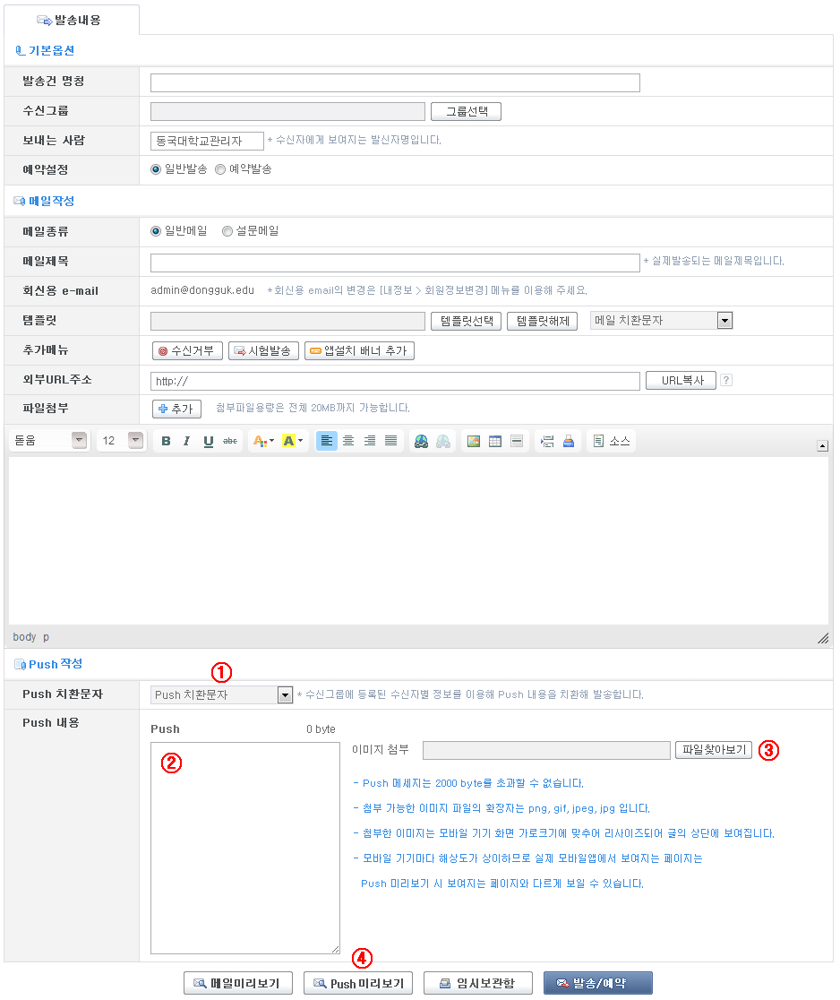 발송내용
기본옵션
발송건 명칭
수신그룹 그룹선택
보내는 사람 동국대학교관리자 * 수신자에게 보여지는 발신자명입니다.
예약설정 일반발송 예약발송
메일작성
메일종류 일반메일 설문메일
메일제목 * 실제발송되는 메일제목입니다.
회신용 e-mail admin@dongguk.edu *회신용 email의 변경은 [내정보 > 회원정보변경] 메뉴를 이용해 주세요.
템플릿 템플릿선택 템플릿해제 메일 치환문자
추가메뉴 수신거부 시험발송 앱설치 배너 추가
외부URL주소 http:// URL복사 ?
파일첨부 추가 첨부파일용량은 전체 20MB까지 가능합니다.
돋움 12 B I U abc A A 소스
body p
Push 작성
①
Push 치환문자 Push 치환문자 * 수신그룹에 등록된 수신자별 정보를 이용해 Push 내용을 치환해 발송합니다.
Push 내용 Push 0 byte
② 이미지 첨부 파일찾아보기 ③
- Push 메세지는 2000 byte를 초과할 수 없습니다.
- 첨부 가능한 이미지 파일의 확장자는 png, gif, jpeg, jpg 입니다.
- 첨부한 이미지는 모바일 기기 화면 가로크기에 맞추어 리사이즈되어 글의 상단에 보여집니다.
- 모바일 기기마다 해상도가 상이하므로 실제 모바일앱에서 보여지는 페이지는
Push 미리보기 시 보여지는 페이지와 다르게 보일 수 있습니다.
④
메일미리보기 Push미리보기 임시보관함 발송/예약